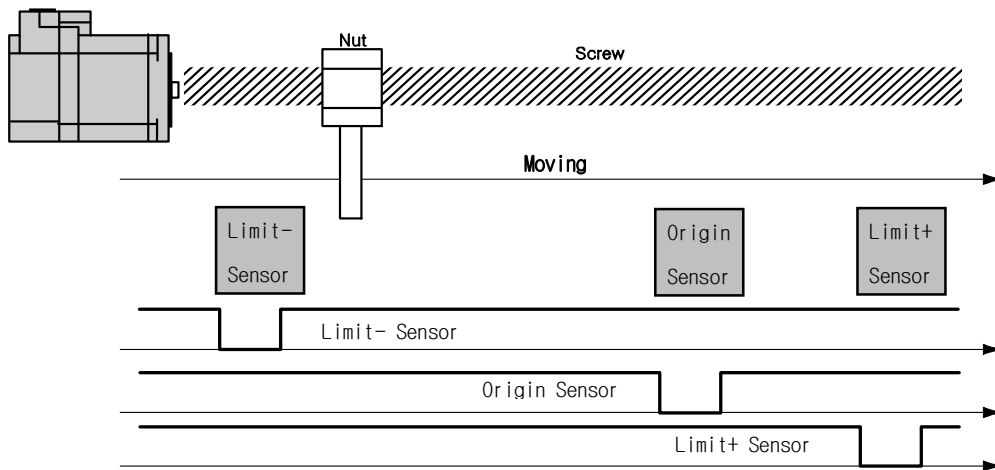 Nut
Screw
Moving
Limit-
Sensor
Origin
Sensor
Limit+
Sensor
Limit- Sensor
Origin Sensor
Limit+ Sensor